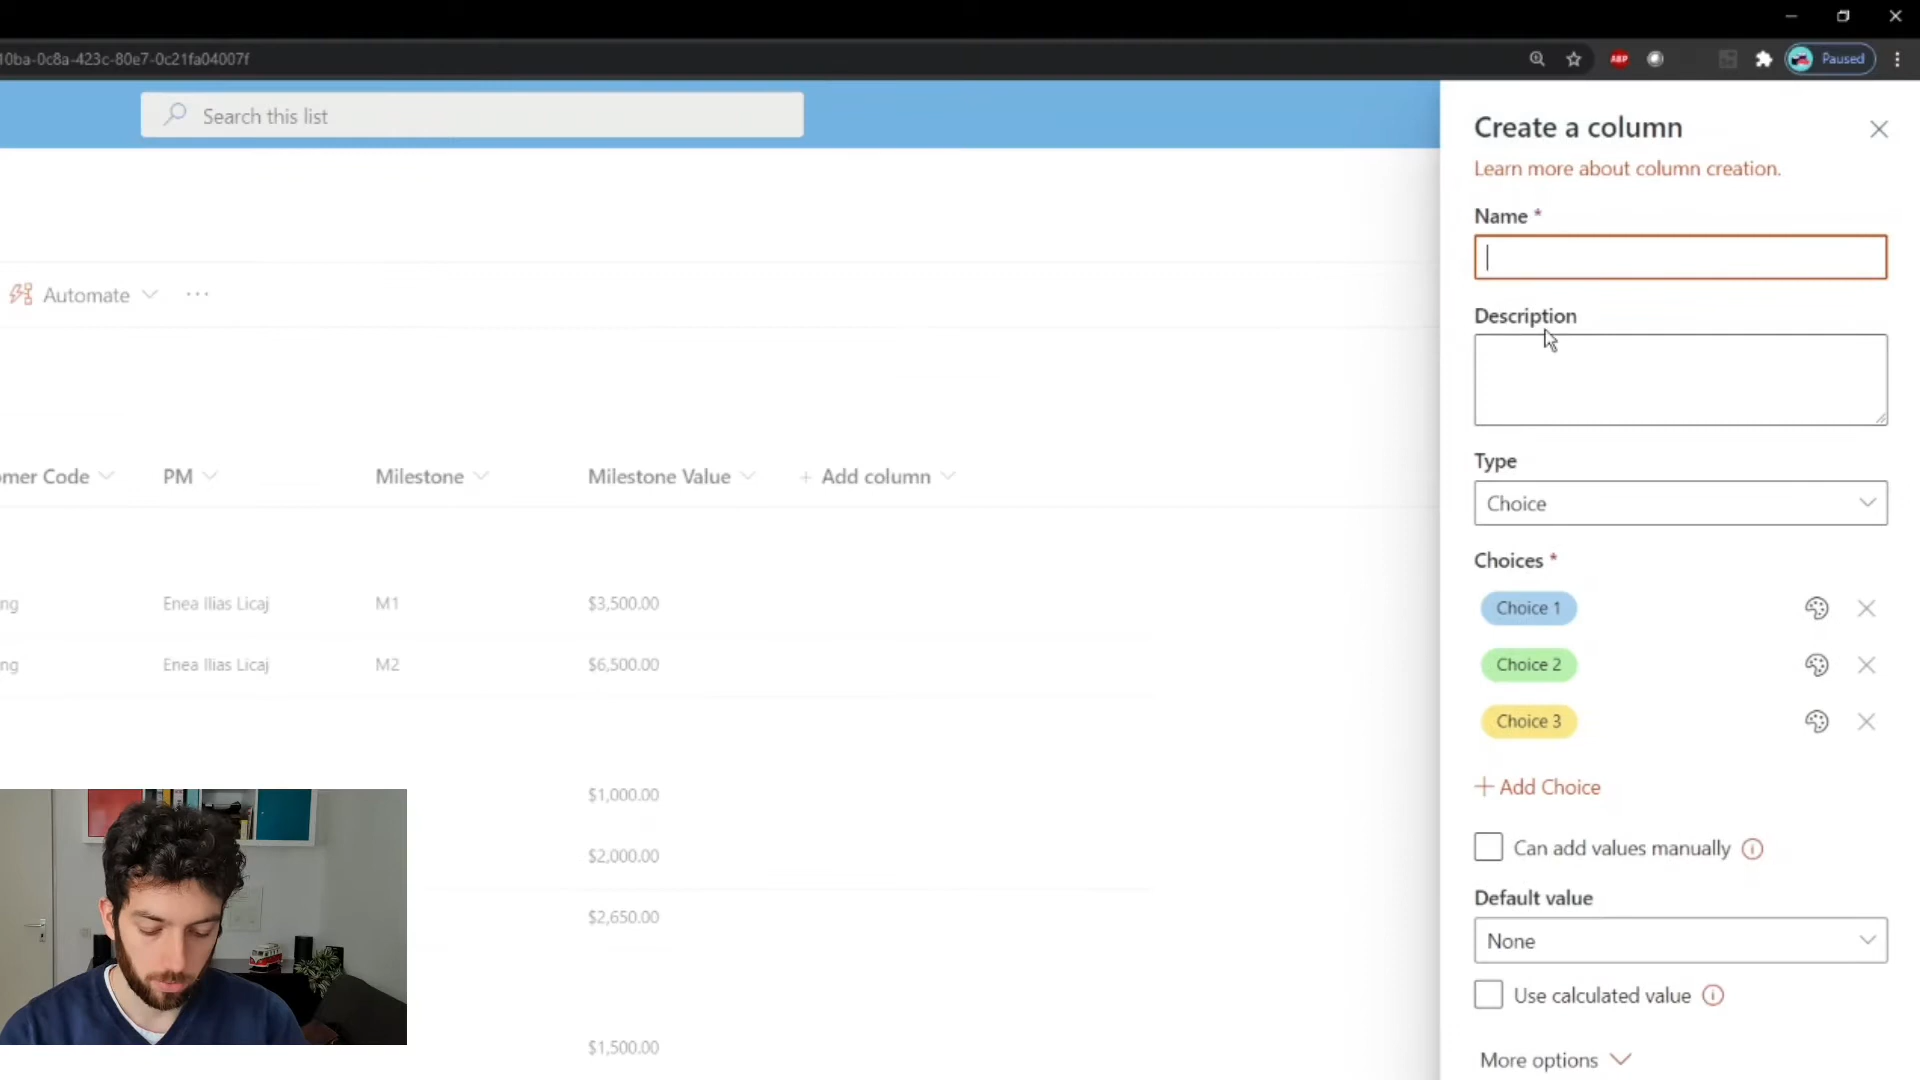 10ba-0c8a-423c-80e7-0c21fa04007f
ABP
Paused
Search this list
Automate
mer Code
PM
Milestone
Milestone Value
+ Add column
ng
Enea Ilias Licaj
M1
$3,500.00
ng
Enea Ilias Licaj
M2
$6,500.00
$1,000.00
$2,000.00
$2,650.00
$1,500.00
Create a column
Learn more about column creation.
Name *
Description
Type
Choice
Choices *
Choice 1
Choice 2
Choice 3
+ Add Choice
Can add values manually
Default value
None
Use calculated value
More options